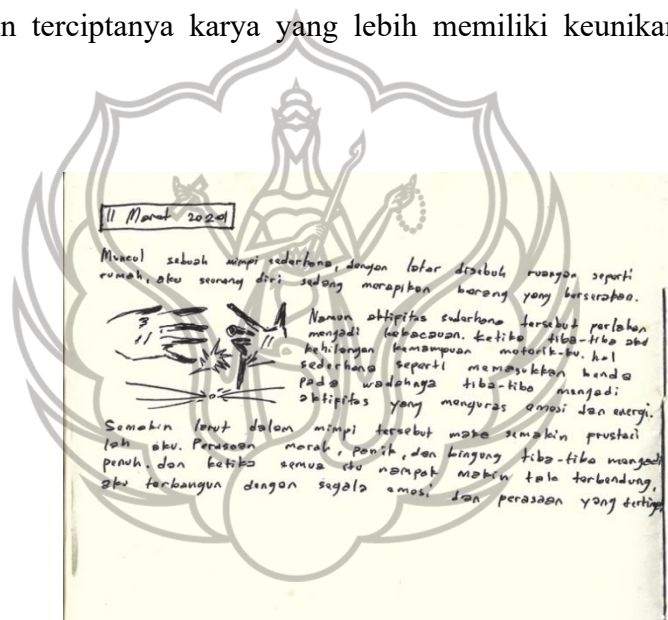 n terciptanya karya yang lebih memiliki keunikan
11 Maret 2020
Muncul sebuah mimpi sederhana, dengan latar disebuah ruangan seperti
rumah, aku seorang diri sedang merapikan barang yang berserakan.
Namun aktifitas sederhana tersebut perlahan
menjadi kekacauan. ketika tiba-tiba aku
kehilangan kemampuan motorik-ku. hal
sederhana seperti memasukkan benda
pada wadahnya tiba-tiba menjadi
aktifitas yang menguras emosi dan energi.
Semakin larut dalam mimpi tersebut maka semakin prustasi
lah aku. Perasaan marah, panik, dan bingung tiba-tiba menjadi
penuh. dan ketika semua itu nampak makin tak terbendung,
aku terbangun dengan segala emosi dan perasaan yang